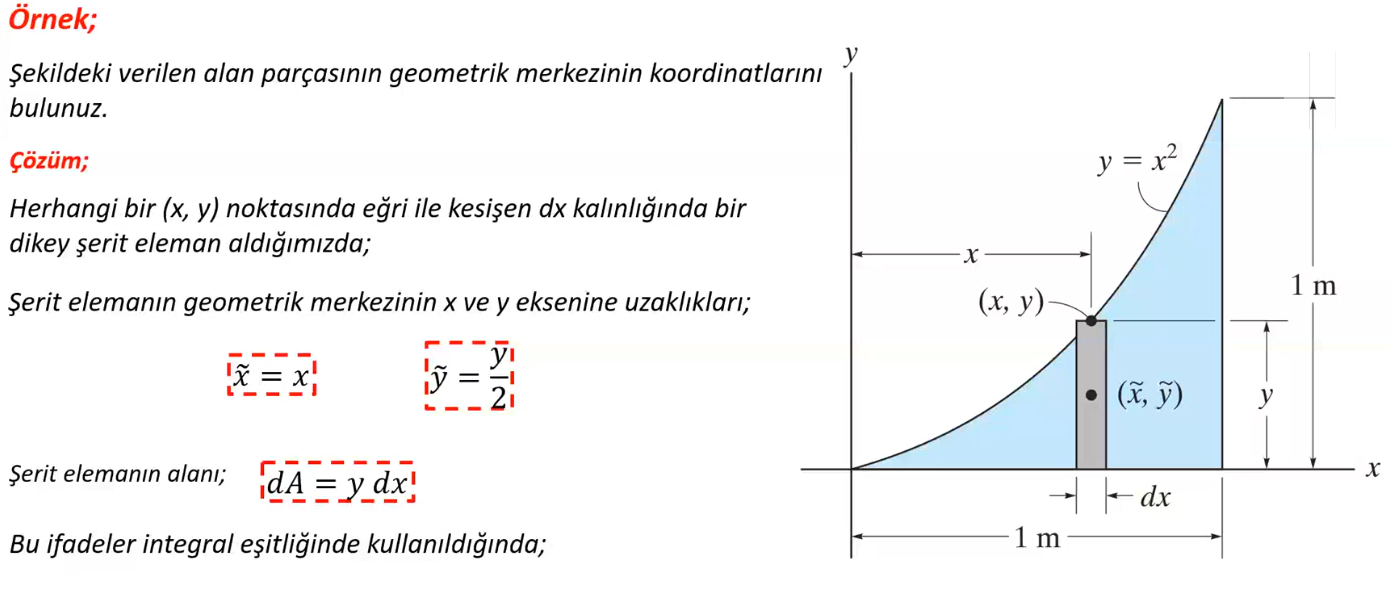 Örnek;
Şekildeki verilen alan parçasının geometrik merkezinin koordinatlarını
bulunuz.
Çözüm;
Herhangi bir (x, y) noktasında eğri ile kesişen dx kalınlığında bir
dikey şerit eleman aldığımızda;
Şerit elemanın geometrik merkezinin x ve y eksenine uzaklıkları;
x̃ = x
ỹ = y/2
Şerit elemanın alanı;
dA = y dx
Bu ifadeler integral eşitliğinde kullanıldığında;
y
y = x²
x
(x, y)
1 m
(x̃, ỹ)
y
x
dx
1 m